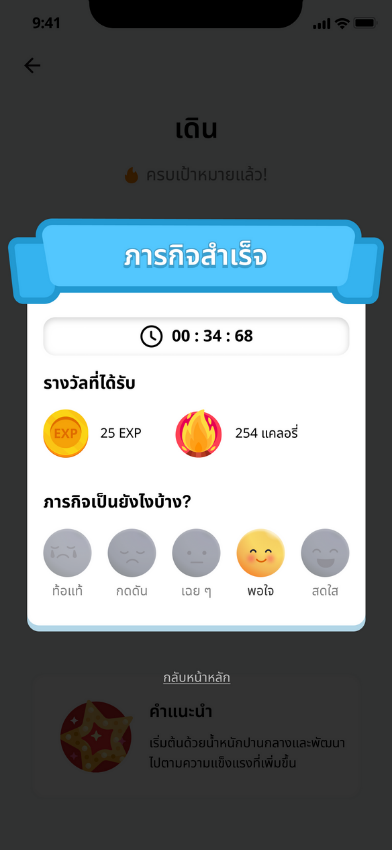 9:41
เดิน
ครบเป้าหมายแล้ว!
ภารกิจสำเร็จ
00 : 34 : 68
รางวัลที่ได้รับ
EXP 25 EXP 254 แคลอรี่
ภารกิจเป็นยังไงบ้าง?
ท้อแท้ กดดัน เฉย ๆ พอใจ สดใส
กลับหน้าหลัก
คำแนะนำ
เริ่มต้นด้วยน้ำหนักปานกลางและพัฒนา
ไปตามความแข็งแรงที่เพิ่มขึ้น